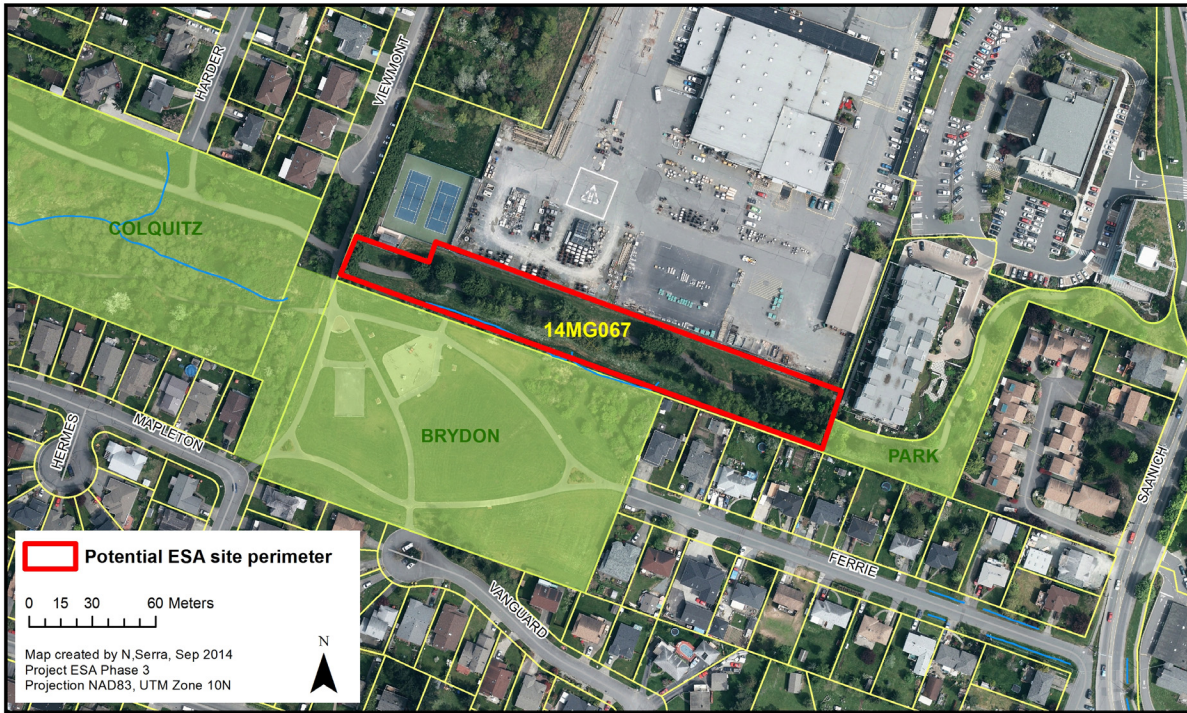 HARDER
VIEWMONT
COLQUITZ
14MG067
BRYDON
PARK
HERMES
MAPLETON
SAANICH
FERRIE
VANGUARD
Potential ESA site perimeter
0 15 30 60 Meters
Map created by N,Serra, Sep 2014
Project ESA Phase 3
Projection NAD83, UTM Zone 10N
N